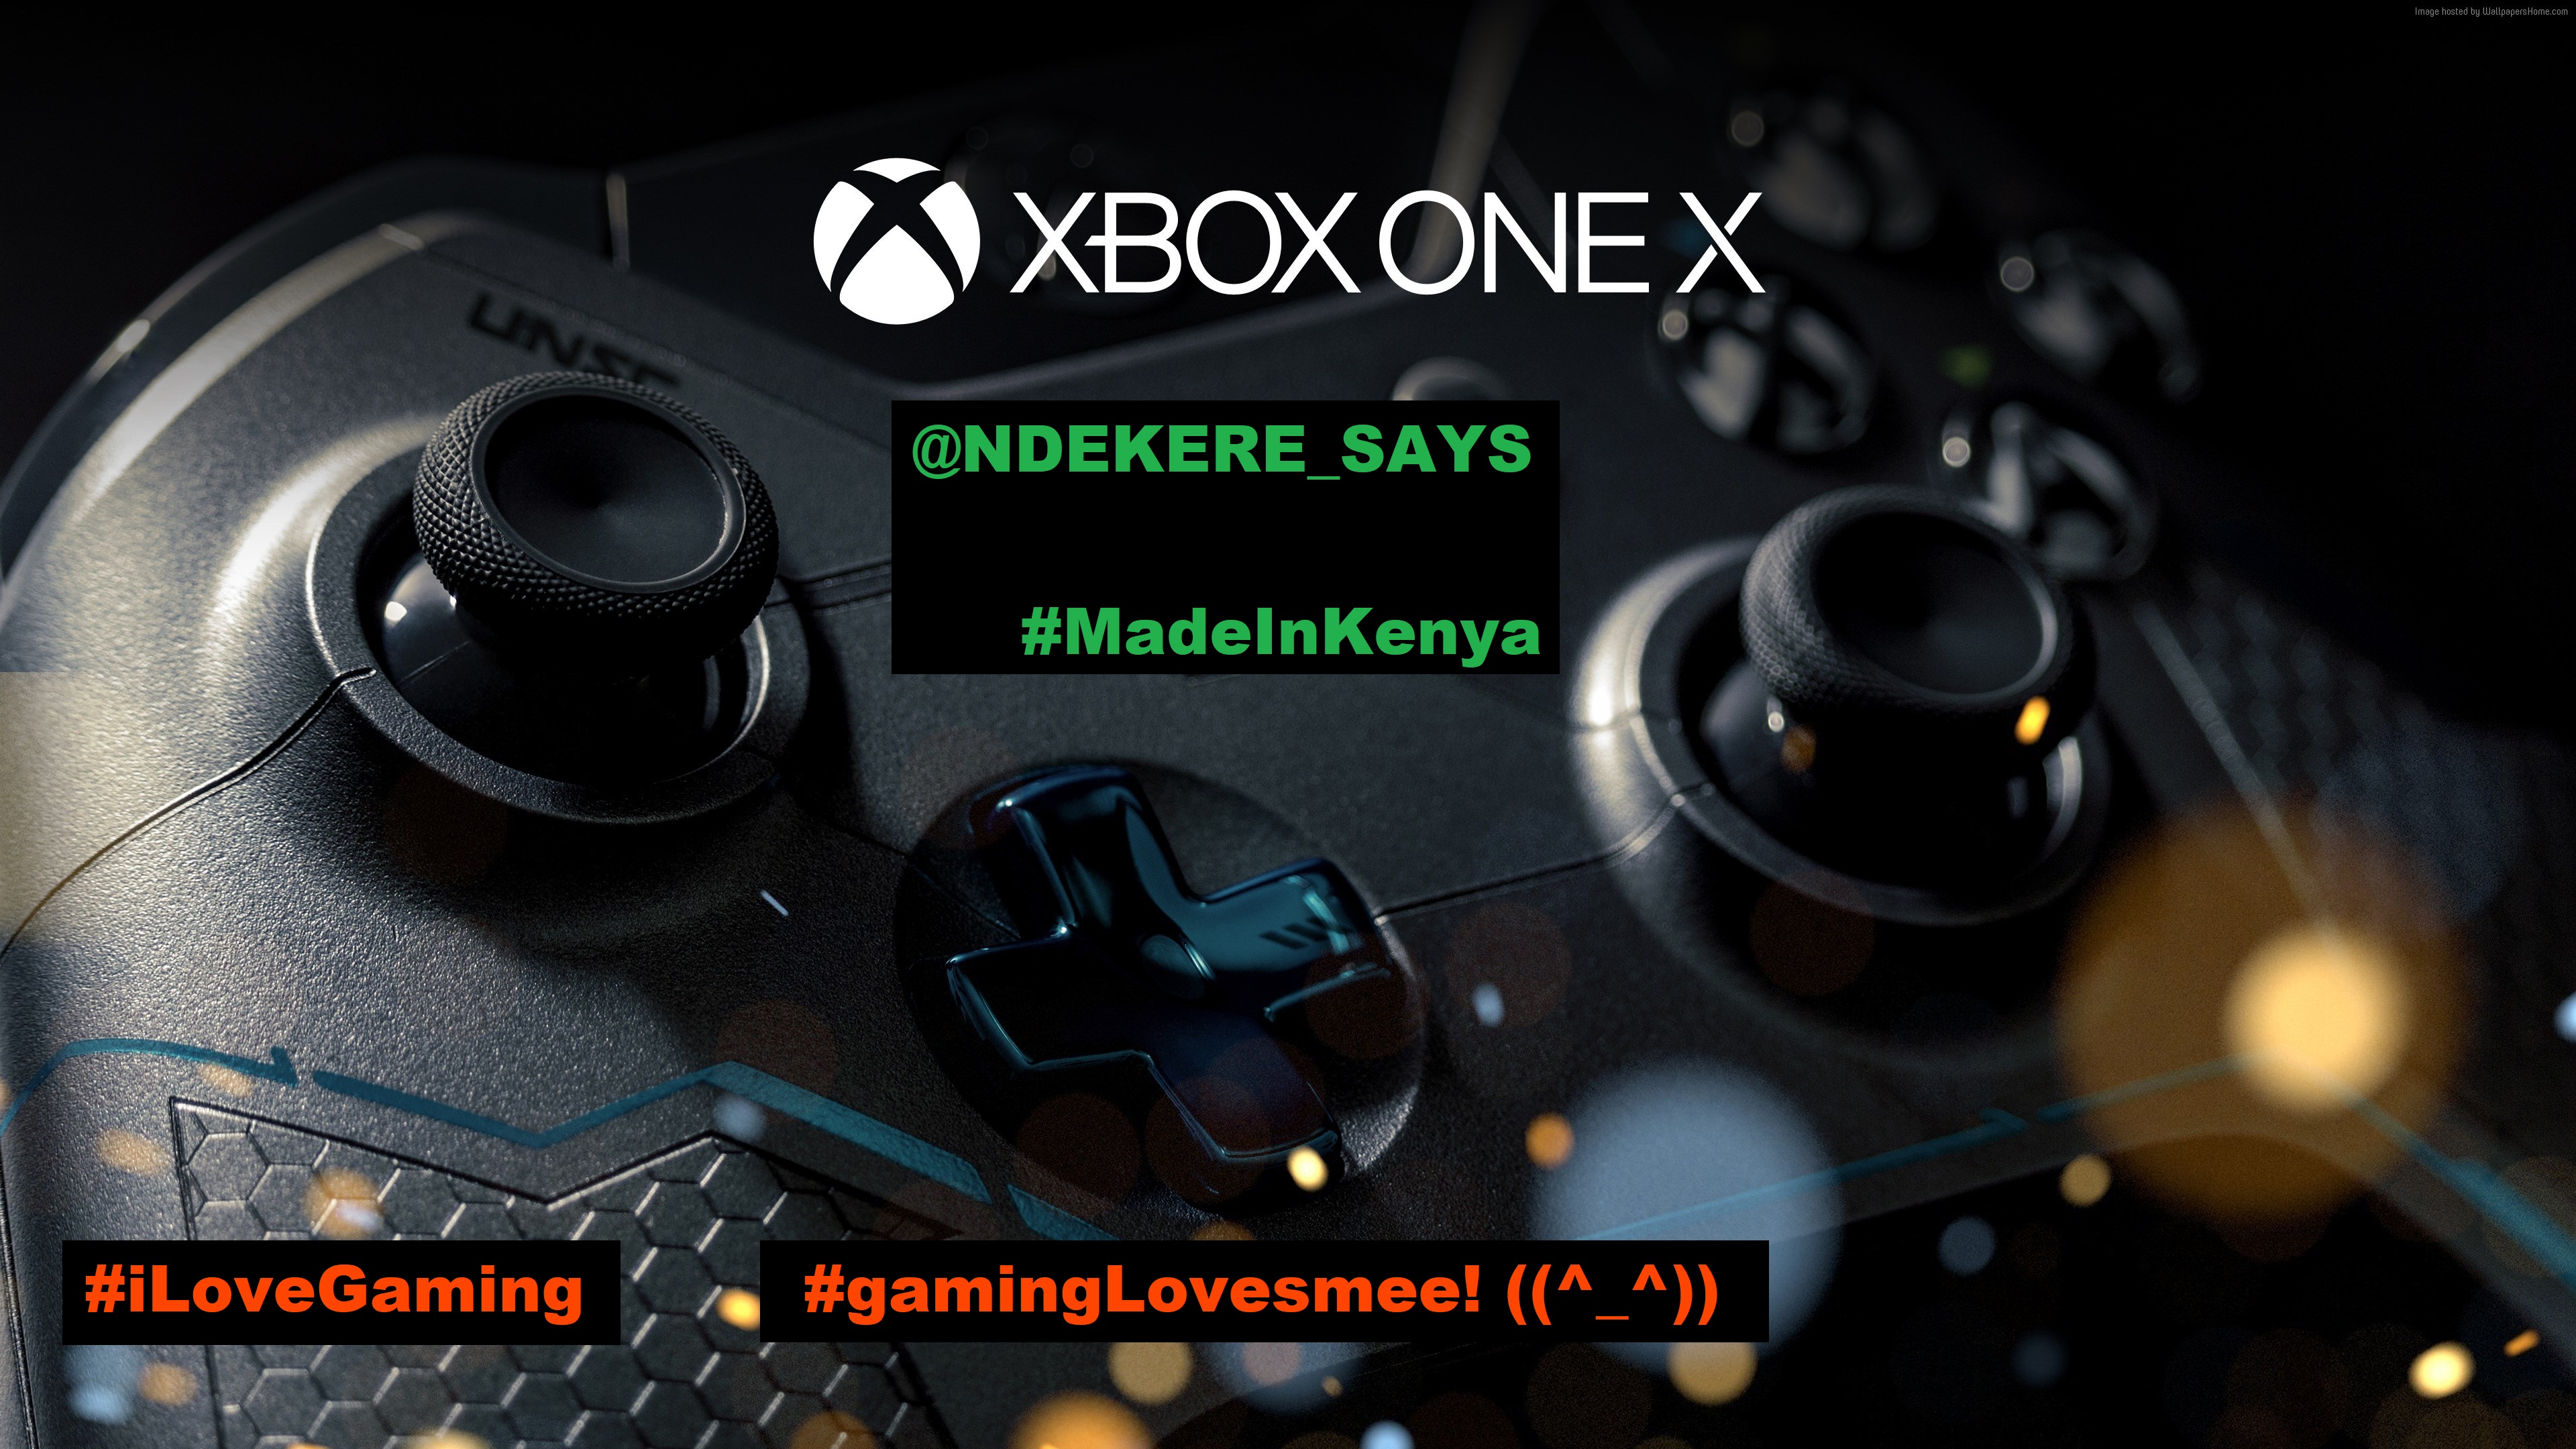 Image hosted by WallpapersHome.com
XBOX ONE X
UNSC
@NDEKERE_SAYS
#MadeInKenya
#iLoveGaming
#gamingLovesmee! ((^_^))